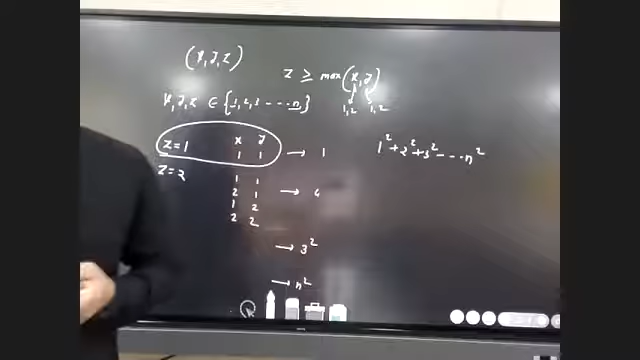 (x, y, z)
z ≥ max(x, y)
x, y, z ∈ {1, 2, 3 - - - - n}
1,2 1,2
x y
z = 1 1 1 → 1
1² + 2² + 3² - - - - n²
z = 2 1 1
2 1 → 4
1 2
2 2
→ 3²
→ n²